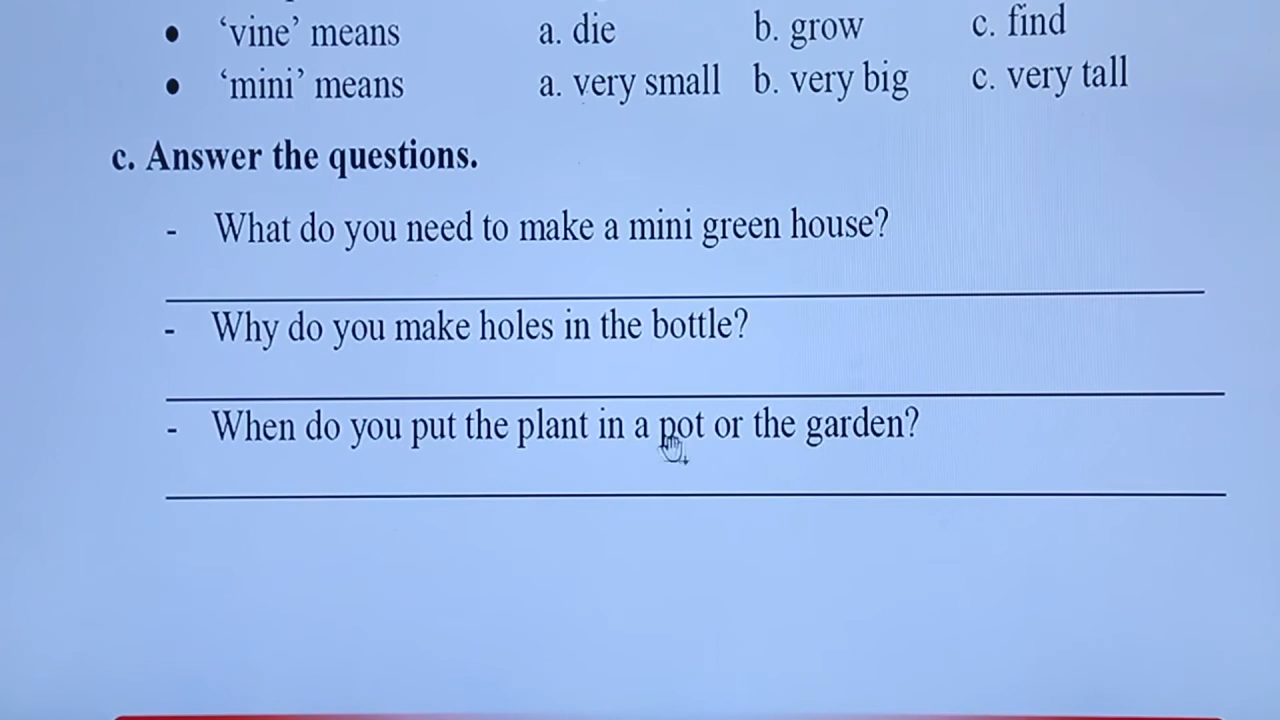 • ‘vine’ means a. die b. grow c. find
• ‘mini’ means a. very small b. very big c. very tall
c. Answer the questions.
- What do you need to make a mini green house?
- Why do you make holes in the bottle?
- When do you put the plant in a pot or the garden?